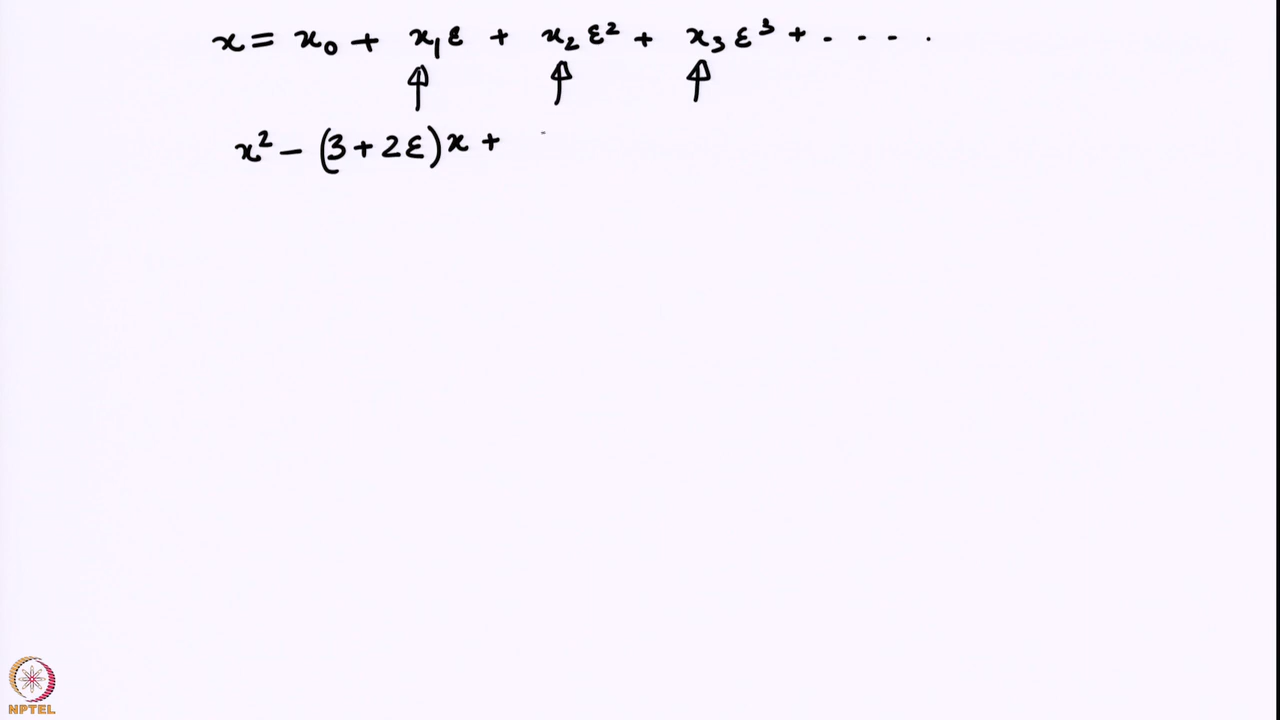 x = x₀ + x₁ε + x₂ε² + x₃ε³ + . . . .
x² − (3 + 2ε)x +
NPTEL